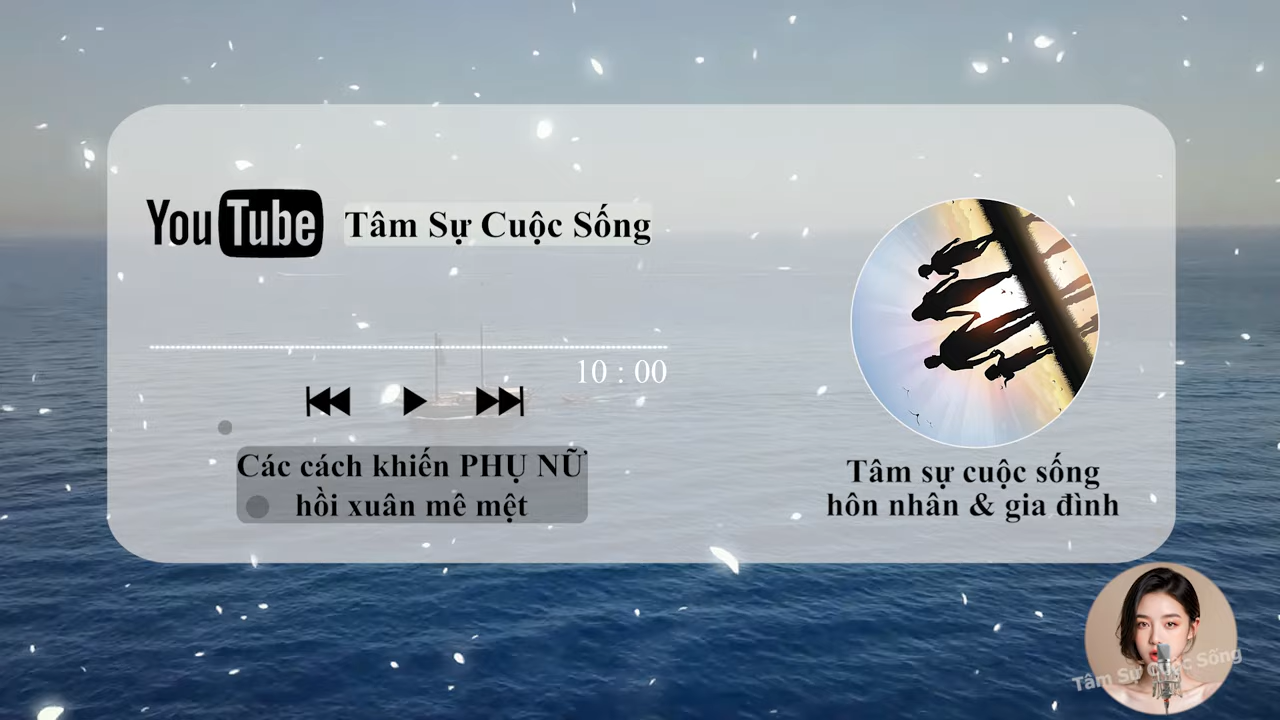 YouTube Tâm Sự Cuộc Sống
10 : 00
Các cách khiến PHỤ NỮ
hồi xuân mê mệt
Tâm sự cuộc sống
hôn nhân & gia đình
Tâm Sự Cuộc Sống